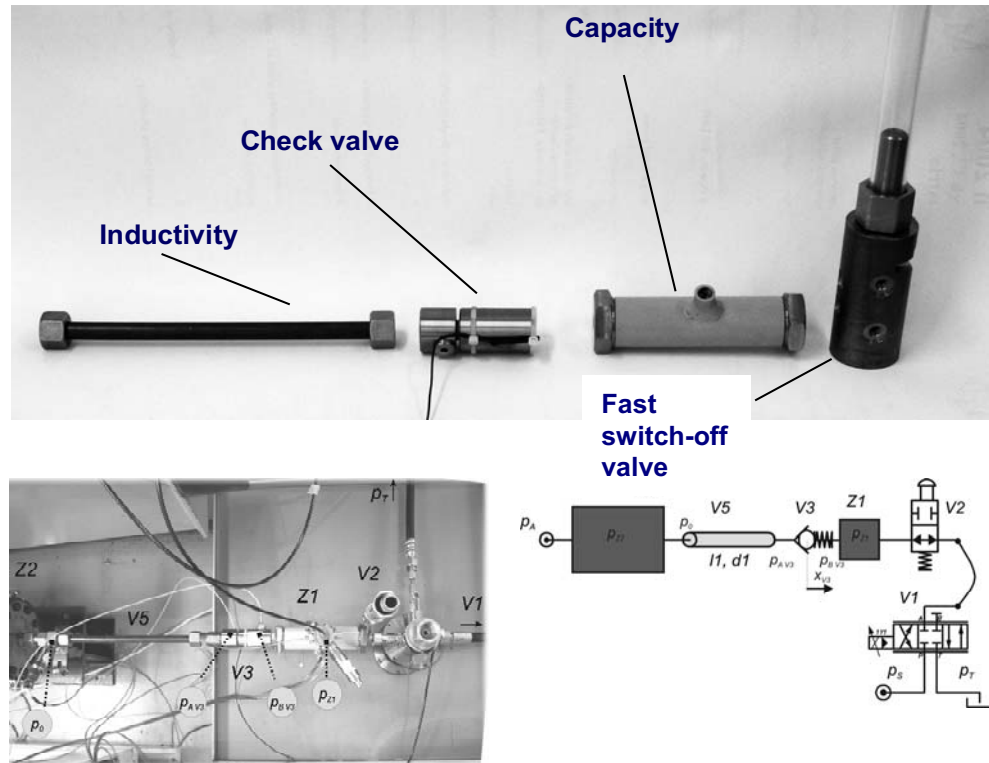 Capacity
Check valve
Inductivity
Fast
switch-off
valve
Z2
V5
V3
Z1
V2
V1
pT
p0
pA V3
pB V3
pZ1
pA
pZ2
p0
V5
l1, d1
V3
pA V3
pB V3
xV3
Z1
pZ1
V2
V1
pS
pT